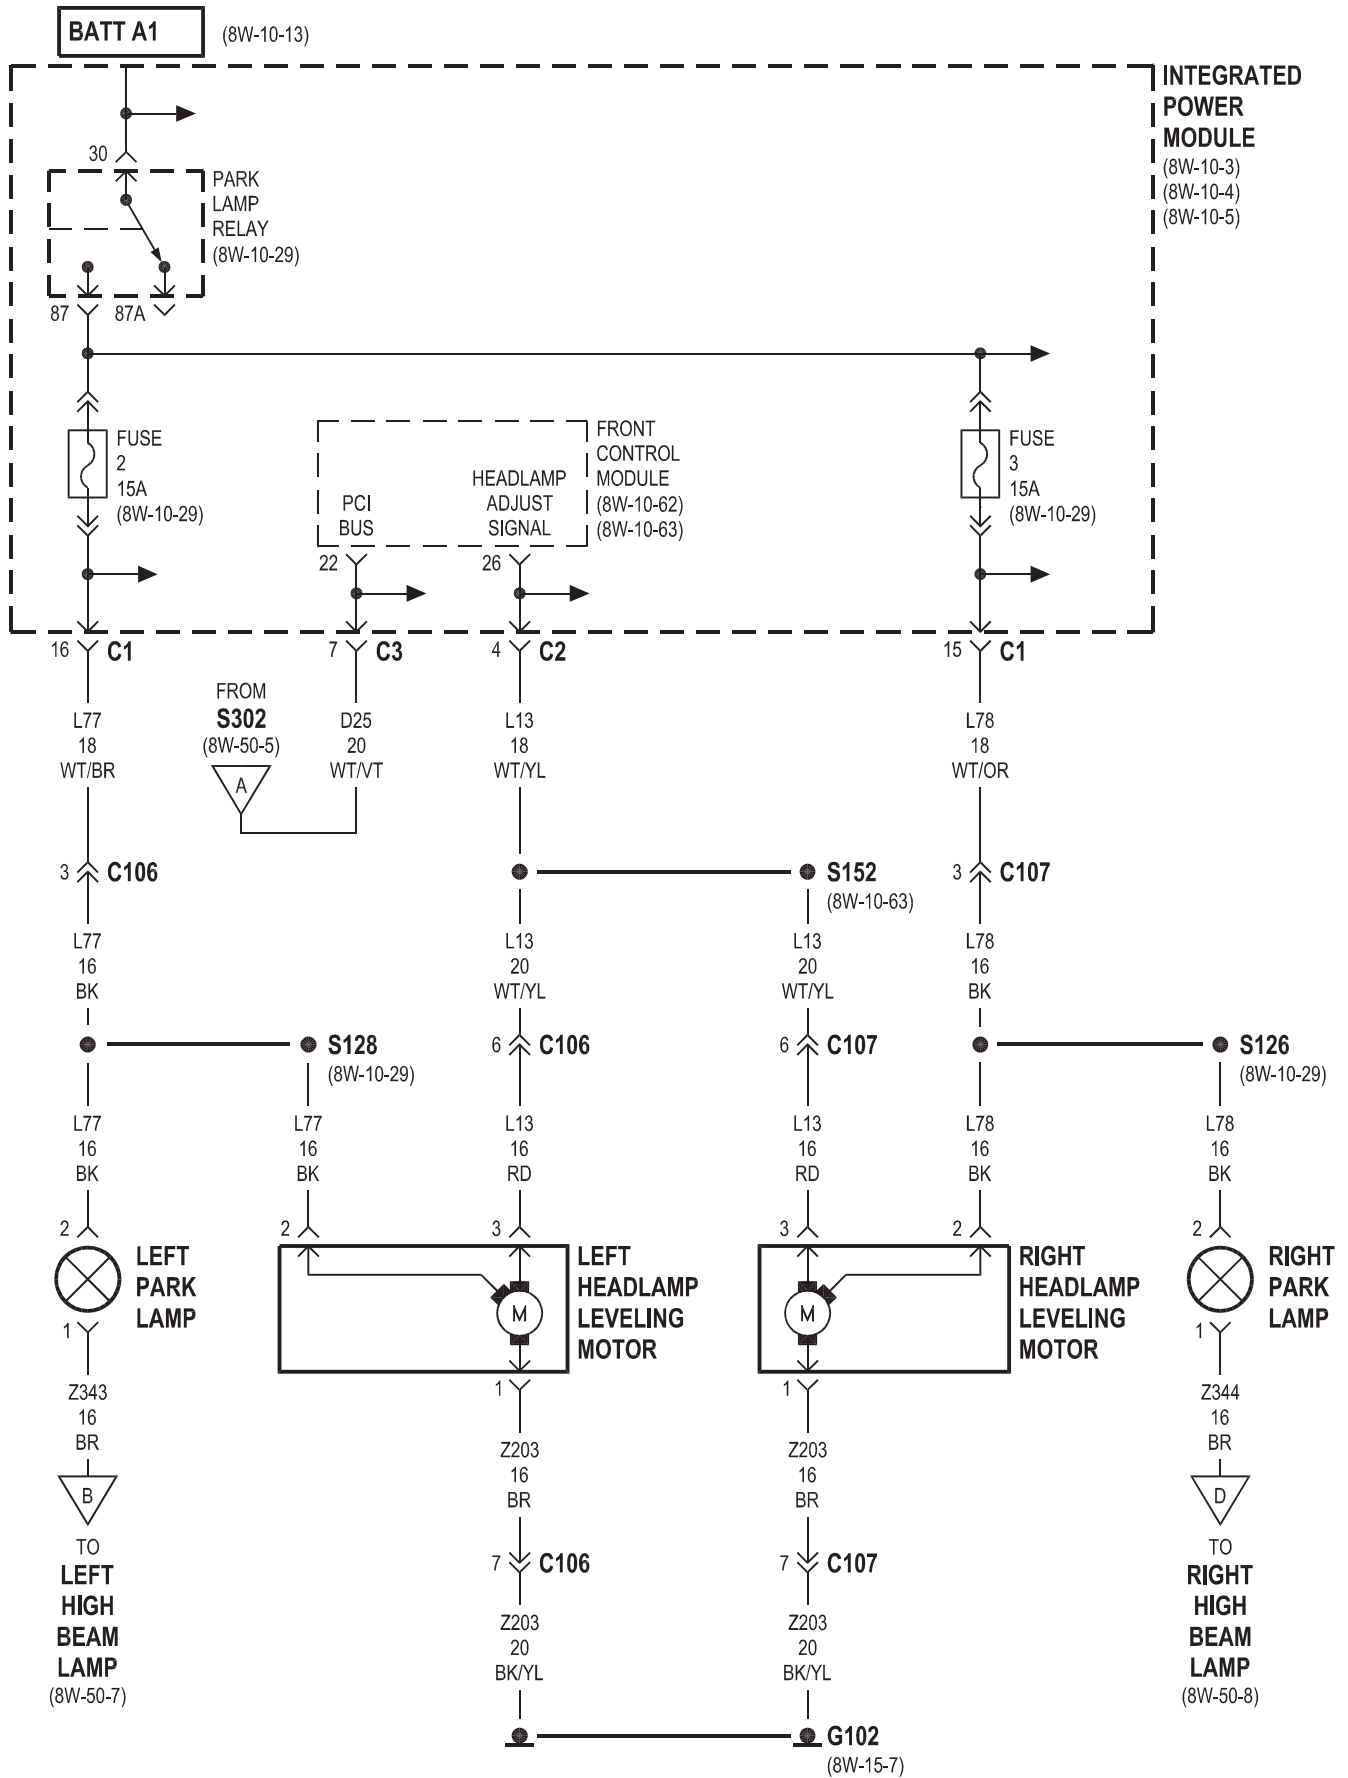 BATT A1
(8W-10-13)
INTEGRATED
POWER
MODULE
(8W-10-3)
(8W-10-4)
(8W-10-5)
30
PARK
LAMP
RELAY
(8W-10-29)
87
87A
FUSE
2
15A
(8W-10-29)
PCI
BUS
HEADLAMP
ADJUST
SIGNAL
FRONT
CONTROL
MODULE
(8W-10-62)
(8W-10-63)
FUSE
3
15A
(8W-10-29)
22
26
16
C1
7
C3
4
C2
15
C1
FROM
S302
(8W-50-5)
A
L77
18
WT/BR
D25
20
WT/VT
L13
18
WT/YL
L78
18
WT/OR
3
C106
S152
(8W-10-63)
3
C107
L77
16
BK
L13
20
WT/YL
L13
20
WT/YL
L78
16
BK
S128
(8W-10-29)
6
C106
6
C107
S126
(8W-10-29)
L77
16
BK
L77
16
BK
L13
16
RD
L13
16
RD
L78
16
BK
L78
16
BK
2
2
3
3
2
2
LEFT
PARK
LAMP
M
LEFT
HEADLAMP
LEVELING
MOTOR
M
RIGHT
HEADLAMP
LEVELING
MOTOR
RIGHT
PARK
LAMP
1
1
1
1
Z343
16
BR
Z203
16
BR
Z203
16
BR
Z344
16
BR
B
D
7
C106
7
C107
TO
LEFT
HIGH
BEAM
LAMP
(8W-50-7)
Z203
20
BK/YL
Z203
20
BK/YL
TO
RIGHT
HIGH
BEAM
LAMP
(8W-50-8)
G102
(8W-15-7)